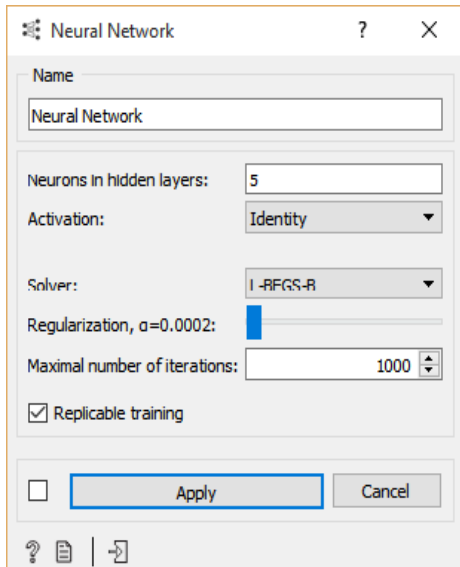 Neural Network ?
Name
Neural Network
Neurons in hidden layers: 5
Activation: Identity
Solver: L-BFGS-B
Regularization, α=0.0002:
Maximal number of iterations: 1000
Replicable training
Apply Cancel
?